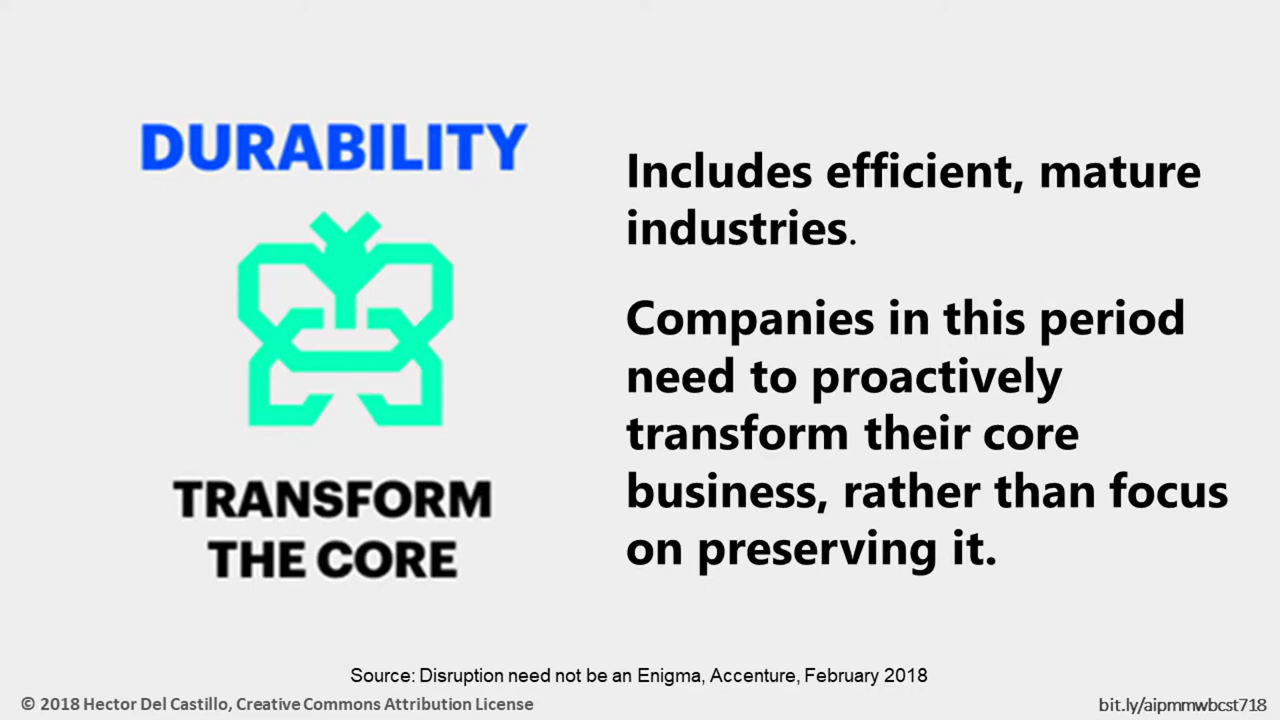 DURABILITY
TRANSFORM
THE CORE
Includes efficient, mature
industries.
Companies in this period
need to proactively
transform their core
business, rather than focus
on preserving it.
Source: Disruption need not be an Enigma, Accenture, February 2018
© 2018 Hector Del Castillo, Creative Commons Attribution License
bit.ly/aipmmwbcst718